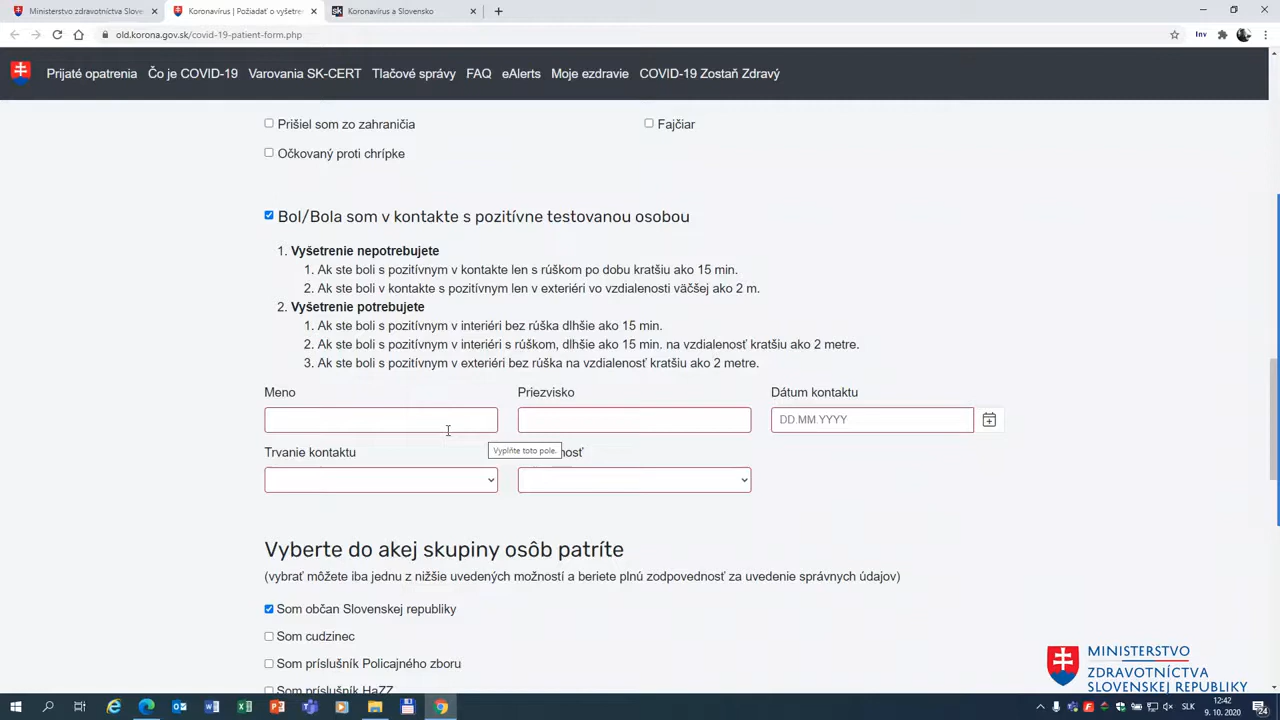 Ministerstvo zdravotníctva Slove
Koronavírus | Požiadať o vyšetre
Koronavírus a Slovensko
old.korona.gov.sk/covid-19-patient-form.php
Inv
Prijaté opatrenia Čo je COVID-19 Varovania SK-CERT Tlačové správy FAQ eAlerts Moje ezdravie COVID-19 Zostaň Zdravý
Prišiel som zo zahraničia
Fajčiar
Očkovaný proti chrípke
Bol/Bola som v kontakte s pozitívne testovanou osobou
1. Vyšetrenie nepotrebujete
1. Ak ste boli s pozitívnym v kontakte len s rúškom po dobu kratšiu ako 15 min.
2. Ak ste boli v kontakte s pozitívnym len v exteriéri vo vzdialenosti väčšej ako 2 m.
2. Vyšetrenie potrebujete
1. Ak ste boli s pozitívnym v interiéri bez rúška dlhšie ako 15 min.
2. Ak ste boli s pozitívnym v interiéri s rúškom, dlhšie ako 15 min. na vzdialenosť kratšiu ako 2 metre.
3. Ak ste boli s pozitívnym v exteriéri bez rúška na vzdialenosť kratšiu ako 2 metre.
Meno
Priezvisko
Dátum kontaktu
DD.MM.YYYY
Vyplňte toto pole.
Trvanie kontaktu
nosť
Vyberte do akej skupiny osôb patríte
(vybrať môžete iba jednu z nižšie uvedených možností a beriete plnú zodpovednosť za uvedenie správnych údajov)
Som občan Slovenskej republiky
Som cudzinec
Som príslušník Policajného zboru
Som príslušník HaZZ
MINISTERSTVO
ZDRAVOTNÍCTVA
SLOVENSKEJ REPUBLIKY
SLK
12:42
9. 10. 2020
24